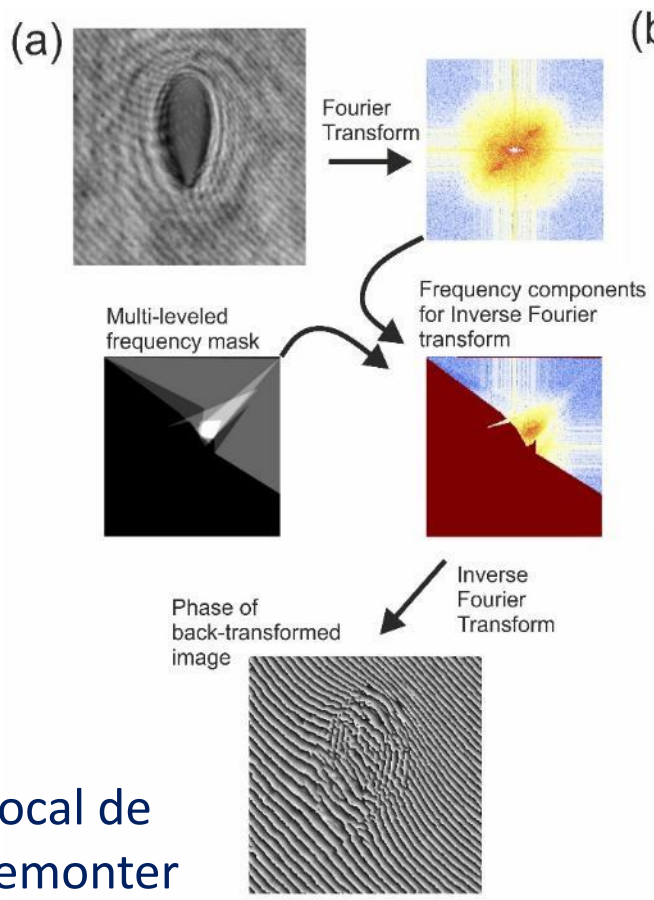 (a)
(b
Fourier
Transform
Multi-leveled
frequency mask
Frequency components
for Inverse Fourier
transform
Inverse
Fourier
Transform
Phase of
back-transformed
image
ocal de
emonter